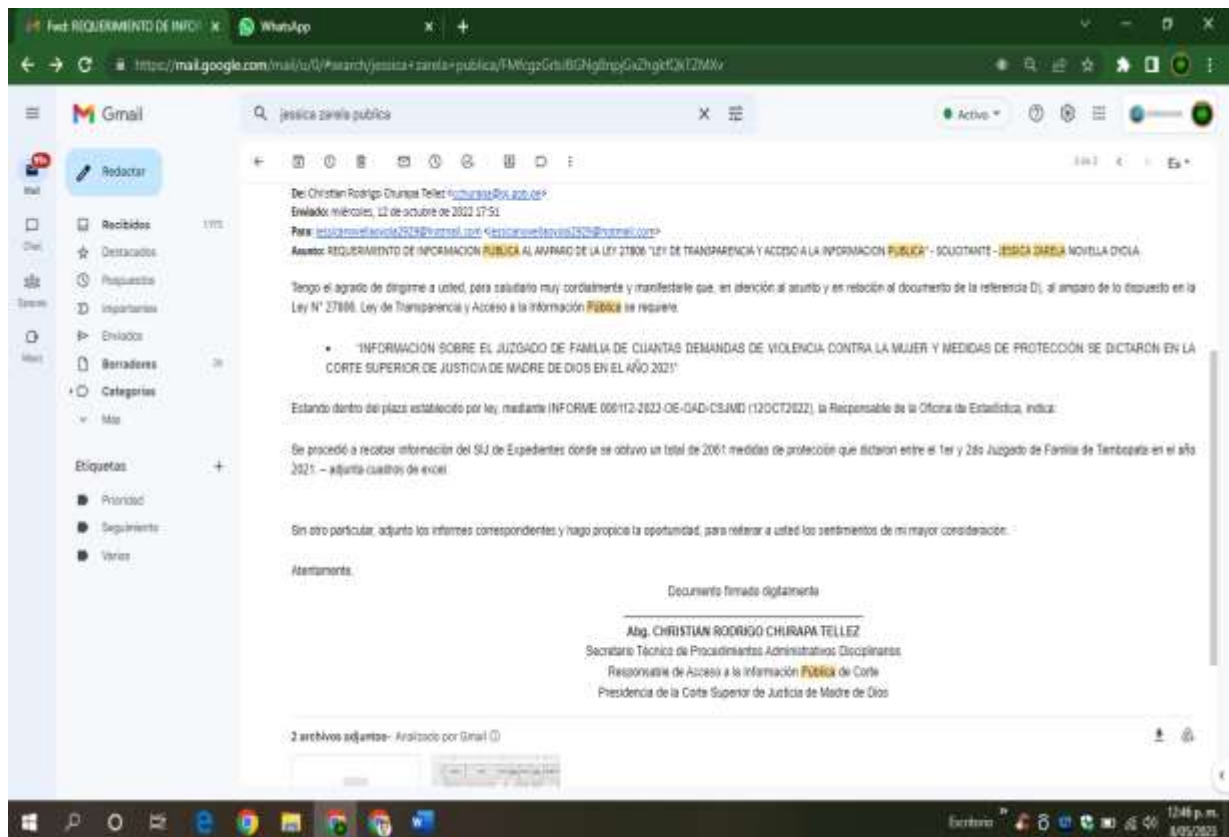 Fwd: REQUERIMIENTO DE INFO
WhatsApp
Gmail
jessica zarela publica
Activo
Redactar
Recibidos
Destacados
Pospuestos
Importantes
Enviados
Borradores
Categorías
Más
Etiquetas
Prioridad
Seguimiento
Varios
De: Christian Rodrigo Churapa Tellez
Enviado: miércoles, 12 de octubre de 2022 17:51
Para:
Asunto: REQUERIMIENTO DE INFORMACION PUBLICA AL AMPARO DE LA LEY 27806 "LEY DE TRANSPARENCIA Y ACCESO A LA INFORMACION PUBLICA" - SOLICITANTE - JESSICA ZARELA NOVELLA OYOLA.
Tengo el agrado de dirigirme a usted, para saludarlo muy cordialmente y manifestarle que, en atención al asunto y en relación al documento de la referencia D), al amparo de lo dispuesto en la
Ley N° 27806. Ley de Transparencia y Acceso a la Información Pública se requiere:
• "INFORMACION SOBRE EL JUZGADO DE FAMILIA DE CUANTAS DEMANDAS DE VIOLENCIA CONTRA LA MUJER Y MEDIDAS DE PROTECCIÓN SE DICTARON EN LA
CORTE SUPERIOR DE JUSTICIA DE MADRE DE DIOS EN EL AÑO 2021"
Estando dentro del plazo establecido por ley, mediante INFORME 000112-2022-OE-GAD-CSJMD (12OCT2022), la Responsable de la Oficina de Estadística, indica:
Se procedió a recabar información del SIJ de Expedientes donde se obtuvo un total de 2061 medidas de protección que dictaron entre el 1er y 2do Juzgado de Familia de Tambopata en el año
2021. – adjunta cuadros de excel.
Sin otro particular, adjunto los informes correspondientes y hago propicia la oportunidad, para reiterar a usted los sentimientos de mi mayor consideración.
Atentamente,
Documento firmado digitalmente
Abg. CHRISTIAN RODRIGO CHURAPA TELLEZ
Secretario Técnico de Procedimientos Administrativos Disciplinarios
Responsable de Acceso a la Información Pública de Corte
Presidencia de la Corte Superior de Justicia de Madre de Dios
2 archivos adjuntos • Analizado por Gmail
Escritorio
12:46 p. m.